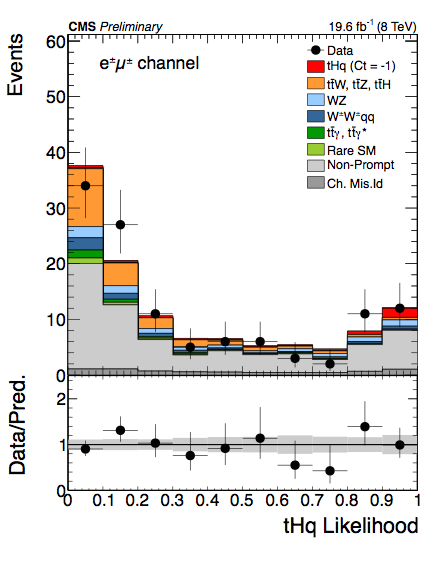 CMS Preliminary 19.6 fb⁻¹ (8 TeV)
Events
60
50
40
30
20
10
0
e±μ± channel
Data
tHq (Ct = -1)
tt̄W, tt̄Z, tt̄H
WZ
W±W±qq
tt̄γ, tt̄γ*
Rare SM
Non-Prompt
Ch. Mis.Id
Data/Pred.
2
1
0
0 0.1 0.2 0.3 0.4 0.5 0.6 0.7 0.8 0.9 1
tHq Likelihood